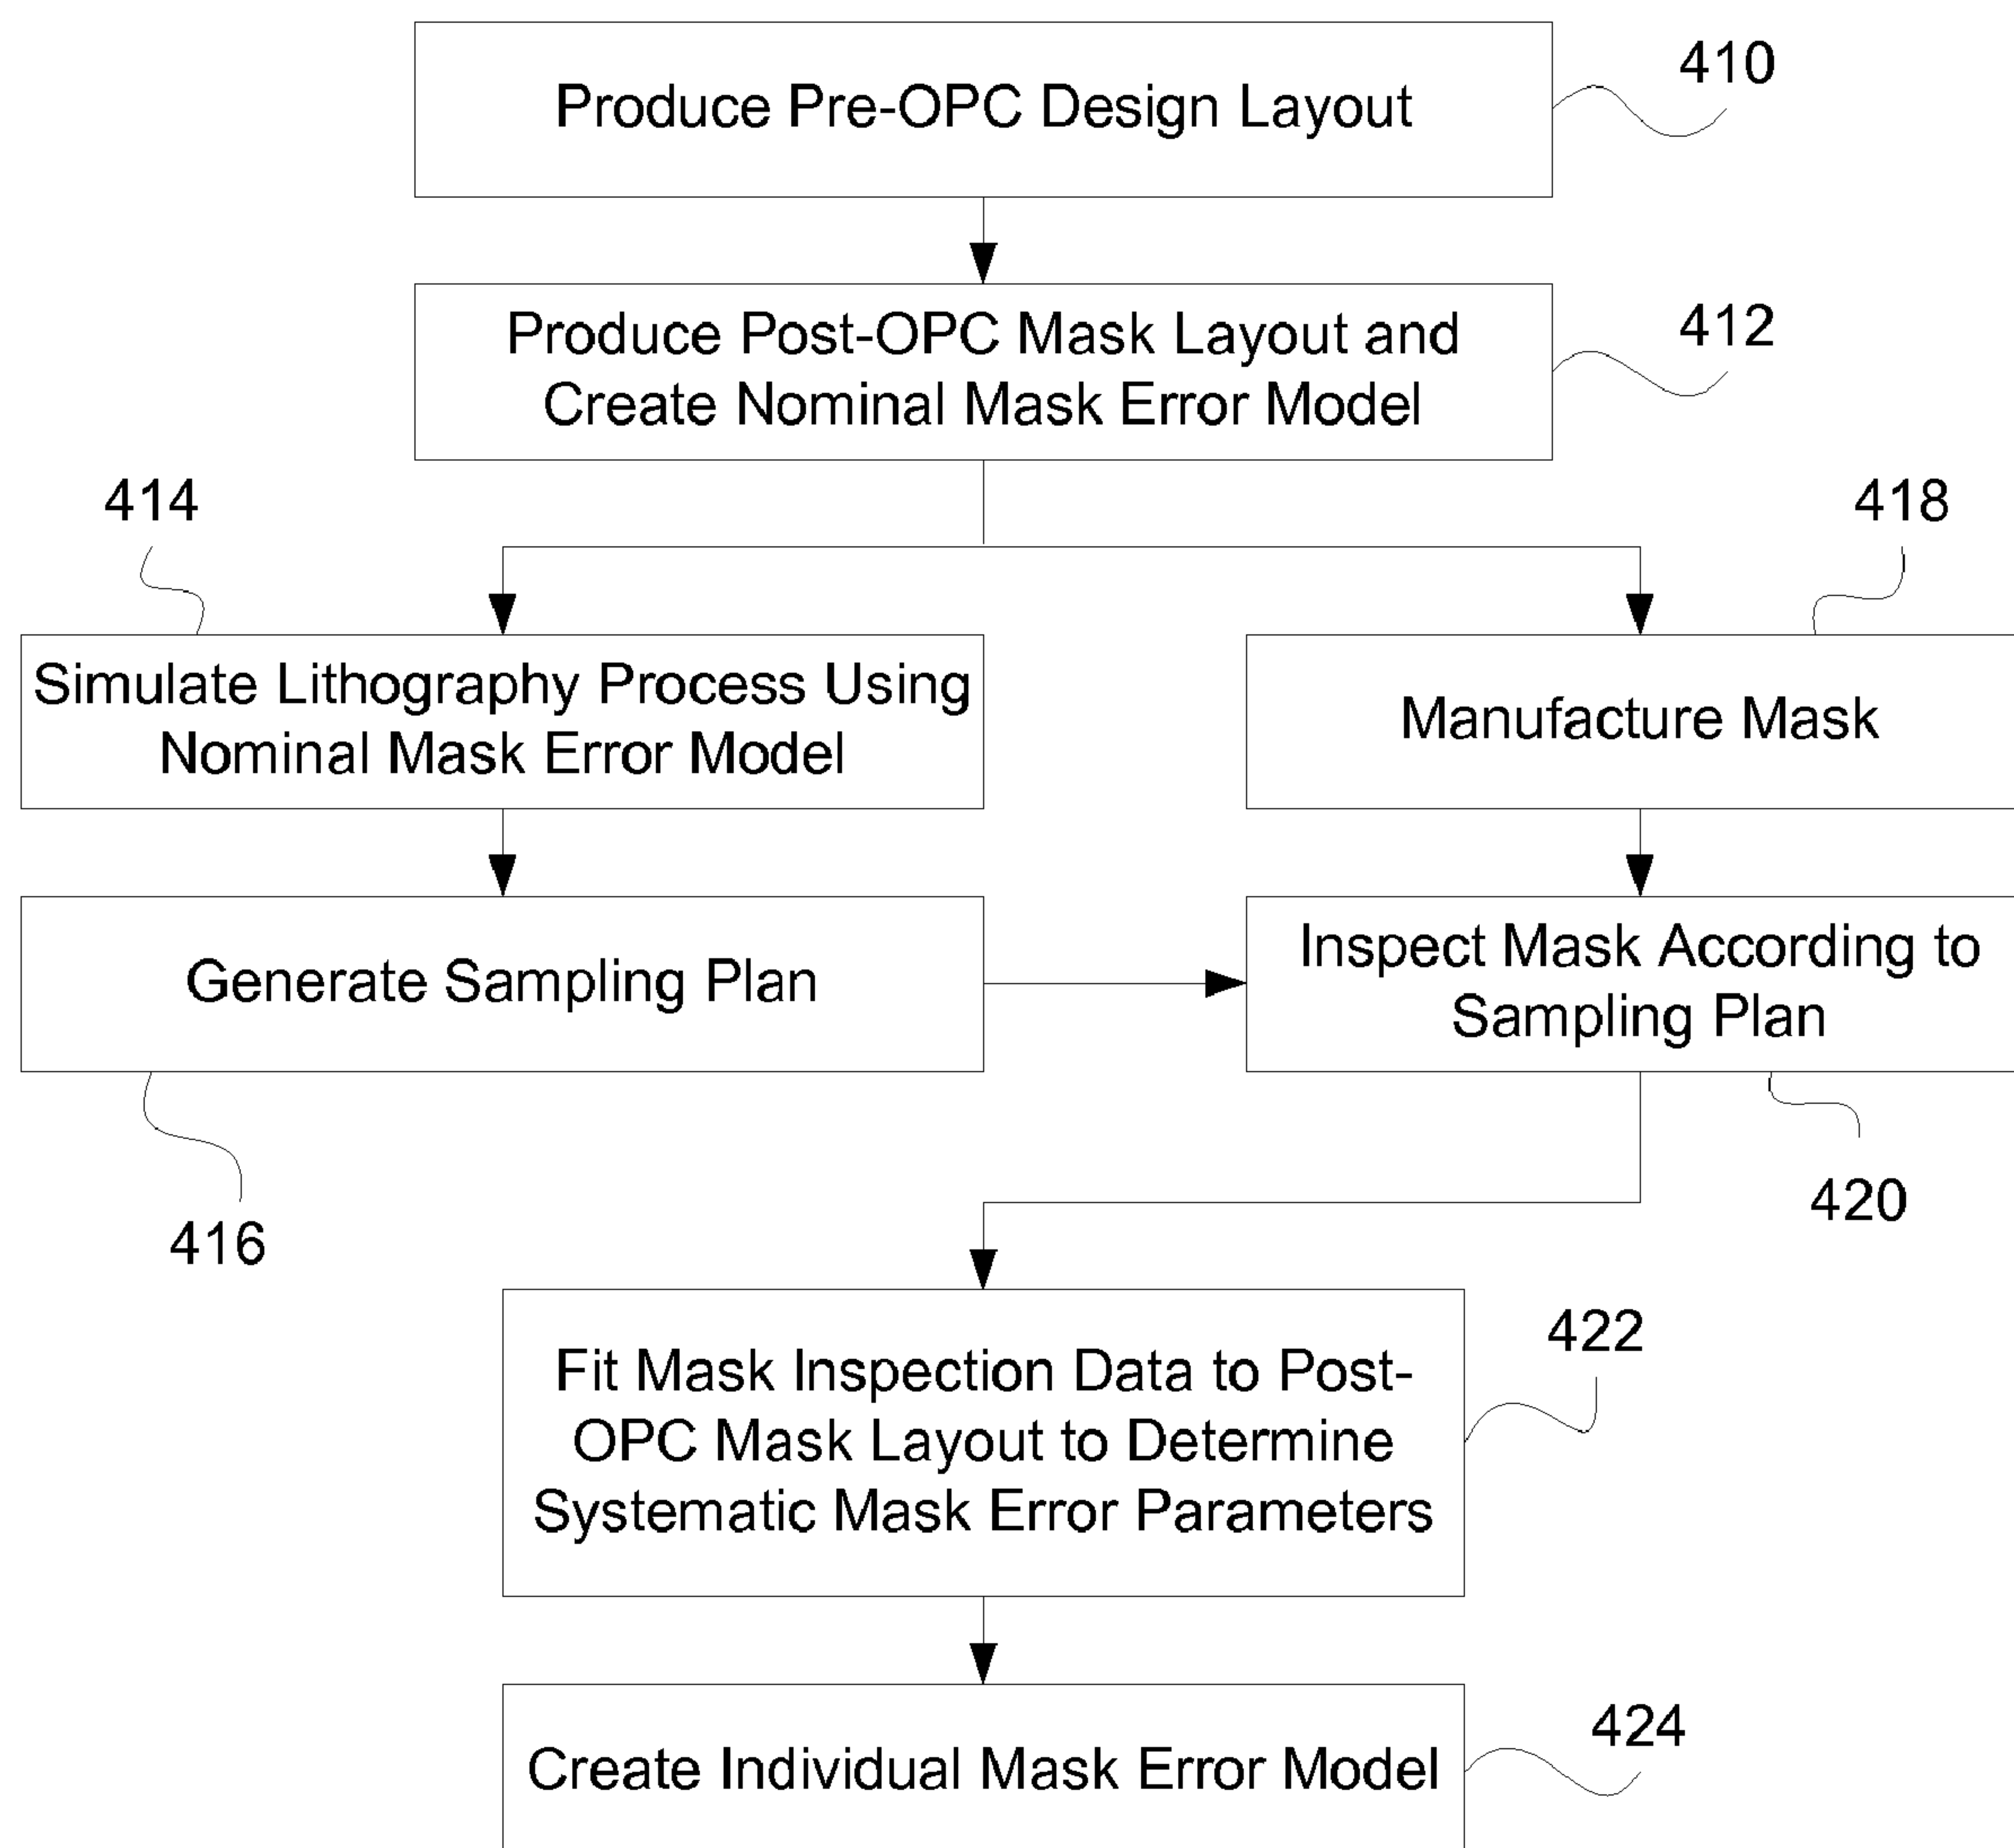 Produce Pre-OPC Design Layout
410
Produce Post-OPC Mask Layout and
Create Nominal Mask Error Model
412
414
418
Simulate Lithography Process Using
Nominal Mask Error Model
Manufacture Mask
Generate Sampling Plan
Inspect Mask According to
Sampling Plan
416
420
Fit Mask Inspection Data to Post-
OPC Mask Layout to Determine
Systematic Mask Error Parameters
422
Create Individual Mask Error Model
424